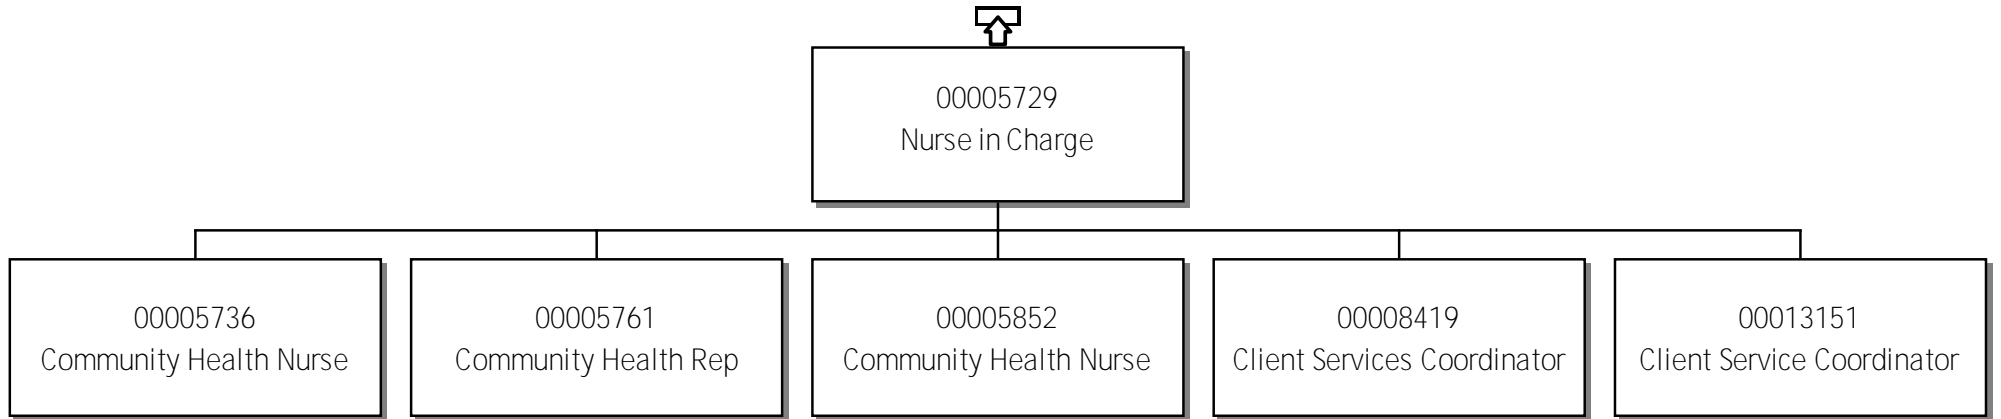 00005729
Nurse in Charge
00005736
Community Health Nurse
00005761
Community Health Rep
00005852
Community Health Nurse
00008419
Client Services Coordinator
00013151
Client Service Coordinator